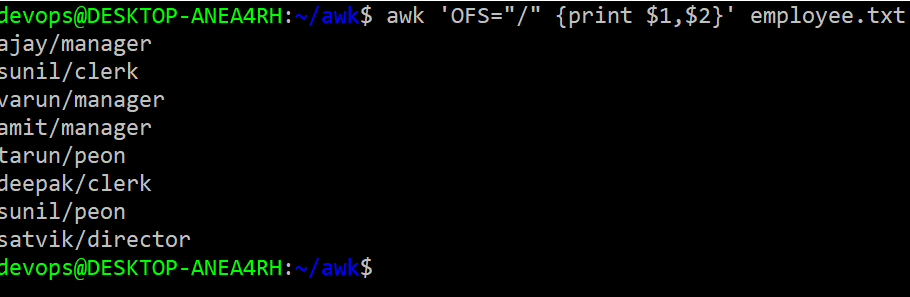 devops@DESKTOP-ANEA4RH:~/awk$ awk 'OFS="/" {print $1,$2}' employee.txt
ajay/manager
sunil/clerk
varun/manager
amit/manager
tarun/peon
deepak/clerk
sunil/peon
satvik/director
devops@DESKTOP-ANEA4RH:~/awk$